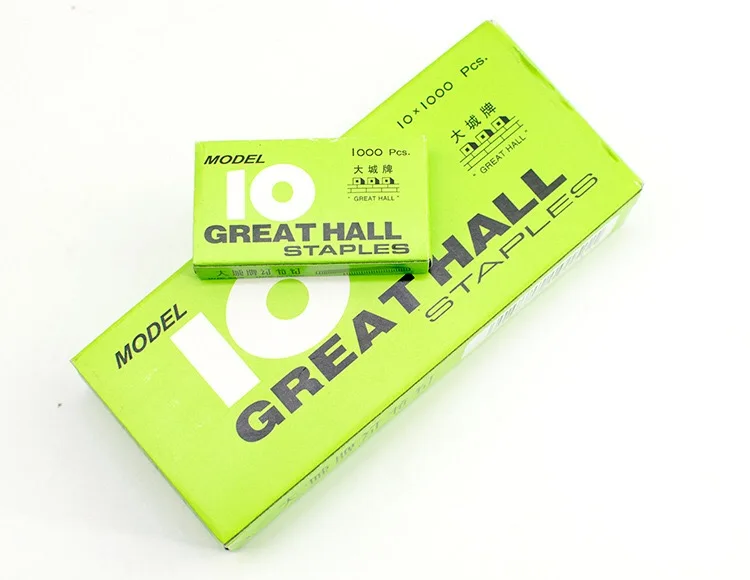 MODEL
10
1000 Pcs.
大城牌
" GREAT HALL "
GREAT HALL
STAPLES
10×1000 Pcs.
大城牌
" GREAT HALL "
MODEL
10
GREAT HALL
STAPLES